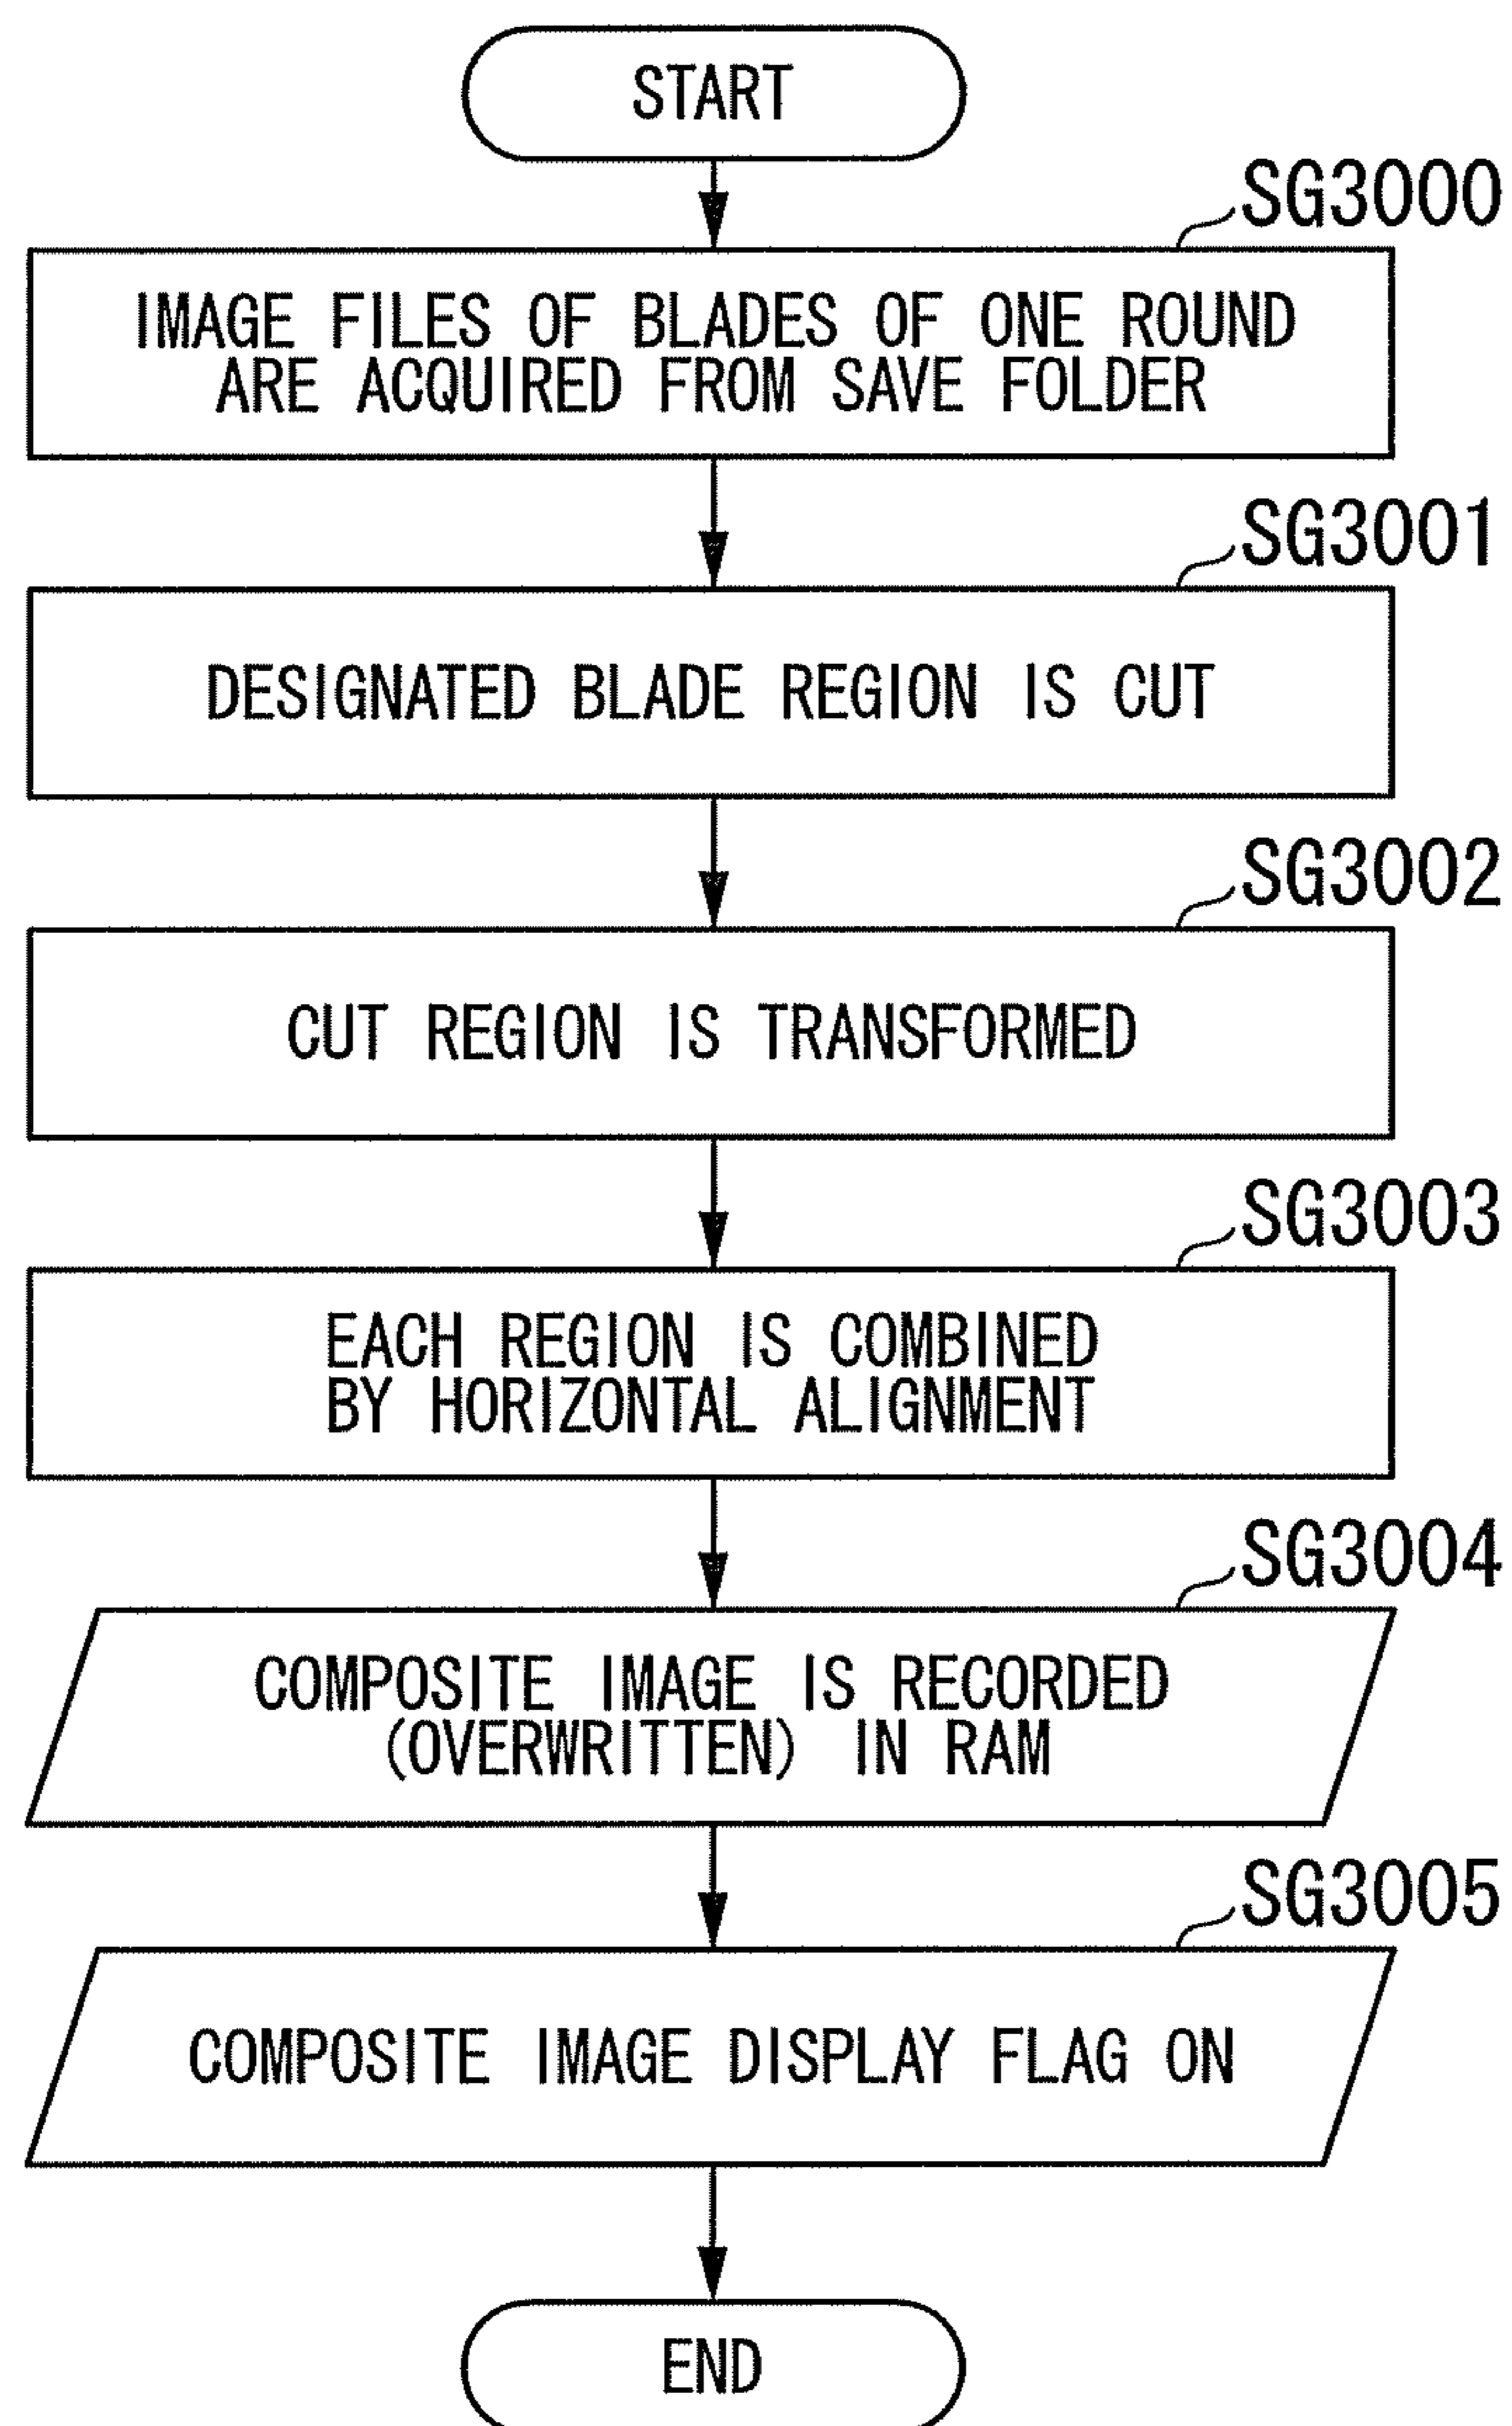 START
SG3000
IMAGE FILES OF BLADES OF ONE ROUND
ARE ACQUIRED FROM SAVE FOLDER
SG3001
DESIGNATED BLADE REGION IS CUT
SG3002
CUT REGION IS TRANSFORMED
SG3003
EACH REGION IS COMBINED
BY HORIZONTAL ALIGNMENT
SG3004
COMPOSITE IMAGE IS RECORDED
(OVERWRITTEN) IN RAM
SG3005
COMPOSITE IMAGE DISPLAY FLAG ON
END